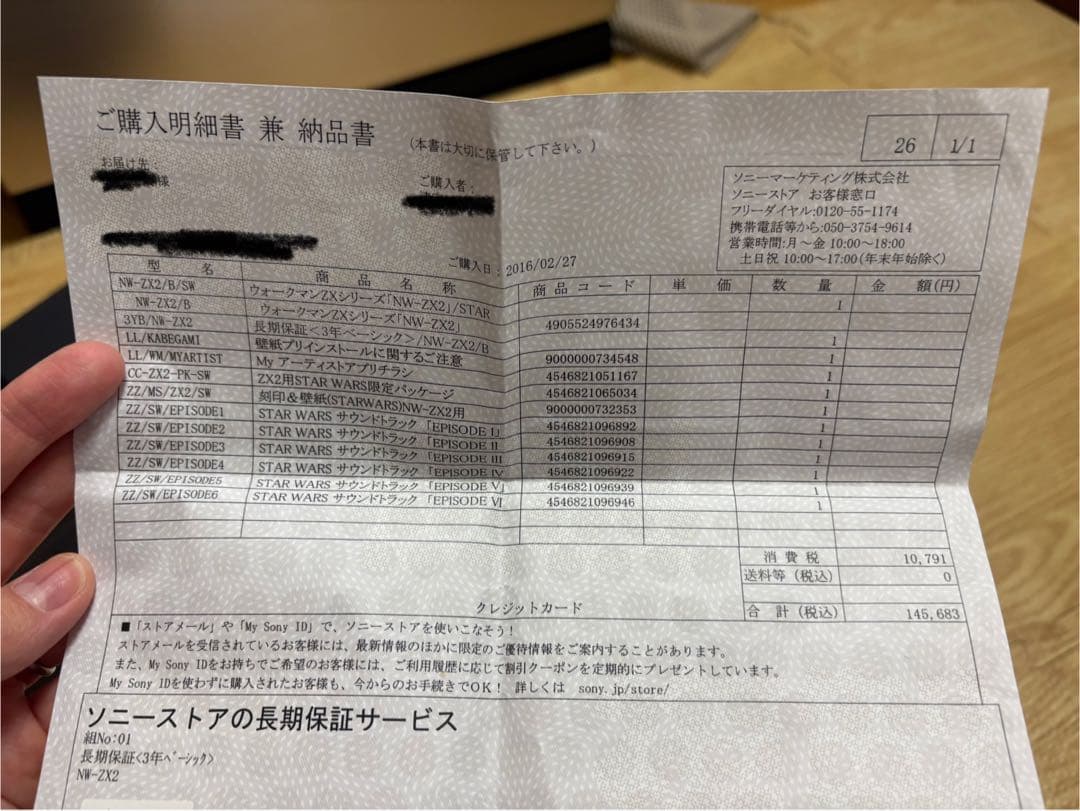 ご購入明細書 兼 納品書
(本書は大切に保管して下さい。)
26 1/1
お届け先:
様
ご購入者:
ソニーマーケティング株式会社
ソニーストア お客様窓口
フリーダイヤル:0120-55-1174
携帯電話等から:050-3754-9614
営業時間:月～金 10:00～18:00
土日祝 10:00～17:00(年末年始除く)
ご購入日:2016/02/27
型 名 商 品 名 称 商 品 コ ー ド 単 価 数 量 金 額(円)
NW-ZX2/B/SW ウォークマンZXシリーズ「NW-ZX2」/STAR 1
NW-ZX2/B ウォークマンZXシリーズ「NW-ZX2」 4905524976434
3YB/NW-ZX2 長期保証<3年ベーシック>/NW-ZX2/B 1
LL/KABEGAMI 壁紙プリインストールに関するご注意 9000000734548 1
LL/WM/MYARTIST My アーティストアプリチラシ 4546821051167 1
CC-ZX2-PK-SW ZX2用STAR WARS限定パッケージ 4546821065034 1
ZZ/MS/ZX2/SW 刻印＆壁紙(STARWARS)NW-ZX2用 9000000732353 1
ZZ/SW/EPISODE1 STAR WARS サウンドトラック「EPISODE I」 4546821096892 1
ZZ/SW/EPISODE2 STAR WARS サウンドトラック「EPISODE II 4546821096908 1
ZZ/SW/EPISODE3 STAR WARS サウンドトラック「EPISODE III 4546821096915 1
ZZ/SW/EPISODE4 STAR WARS サウンドトラック「EPISODE IV 4546821096922 1
ZZ/SW/EPISODE5 STAR WARS サウンドトラック「EPISODE V」 4546821096939 1
ZZ/SW/EPISODE6 STAR WARS サウンドトラック「EPISODE VI 4546821096946 1
消 費 税 10,791
送料等 (税込) 0
クレジットカード
合 計 (税込) 145,683
■「ストアメール」や「My Sony ID」で、ソニーストアを使いこなそう!
ストアメールを受信されているお客様には、最新情報のほかに限定のご優待情報をご案内することがあります。
また、My Sony IDをお持ちでご希望のお客様には、ご利用履歴に応じて割引クーポンを定期的にプレゼントしています。
My Sony IDを使わずに購入されたお客様も、今からのお手続きでOK! 詳しくは sony.jp/store/
ソニーストアの長期保証サービス
組No:01
長期保証<3年ﾍﾞｰｼｯｸ>
NW-ZX2